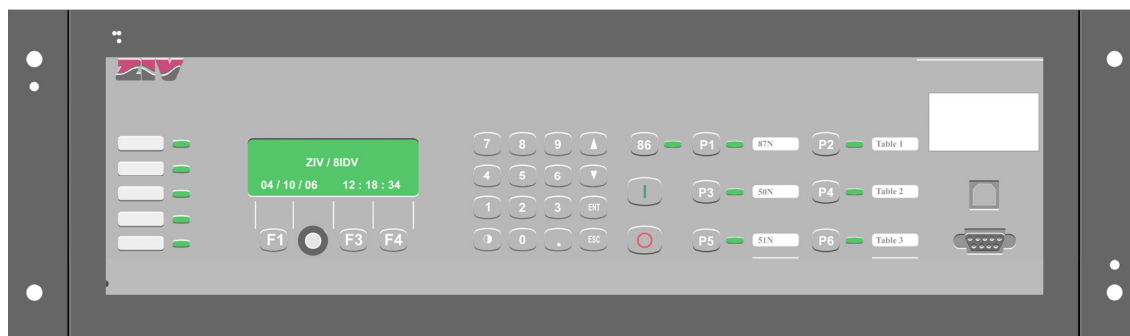 ZIV
ZIV / 8IDV
04 / 10 / 06 12 : 18 : 34
F1 F3 F4
7 8 9
4 5 6
1 2 3 ENT
0 . ESC
86 P1 87N P2 Table 1
P3 50N P4 Table 2
P5 51N P6 Table 3